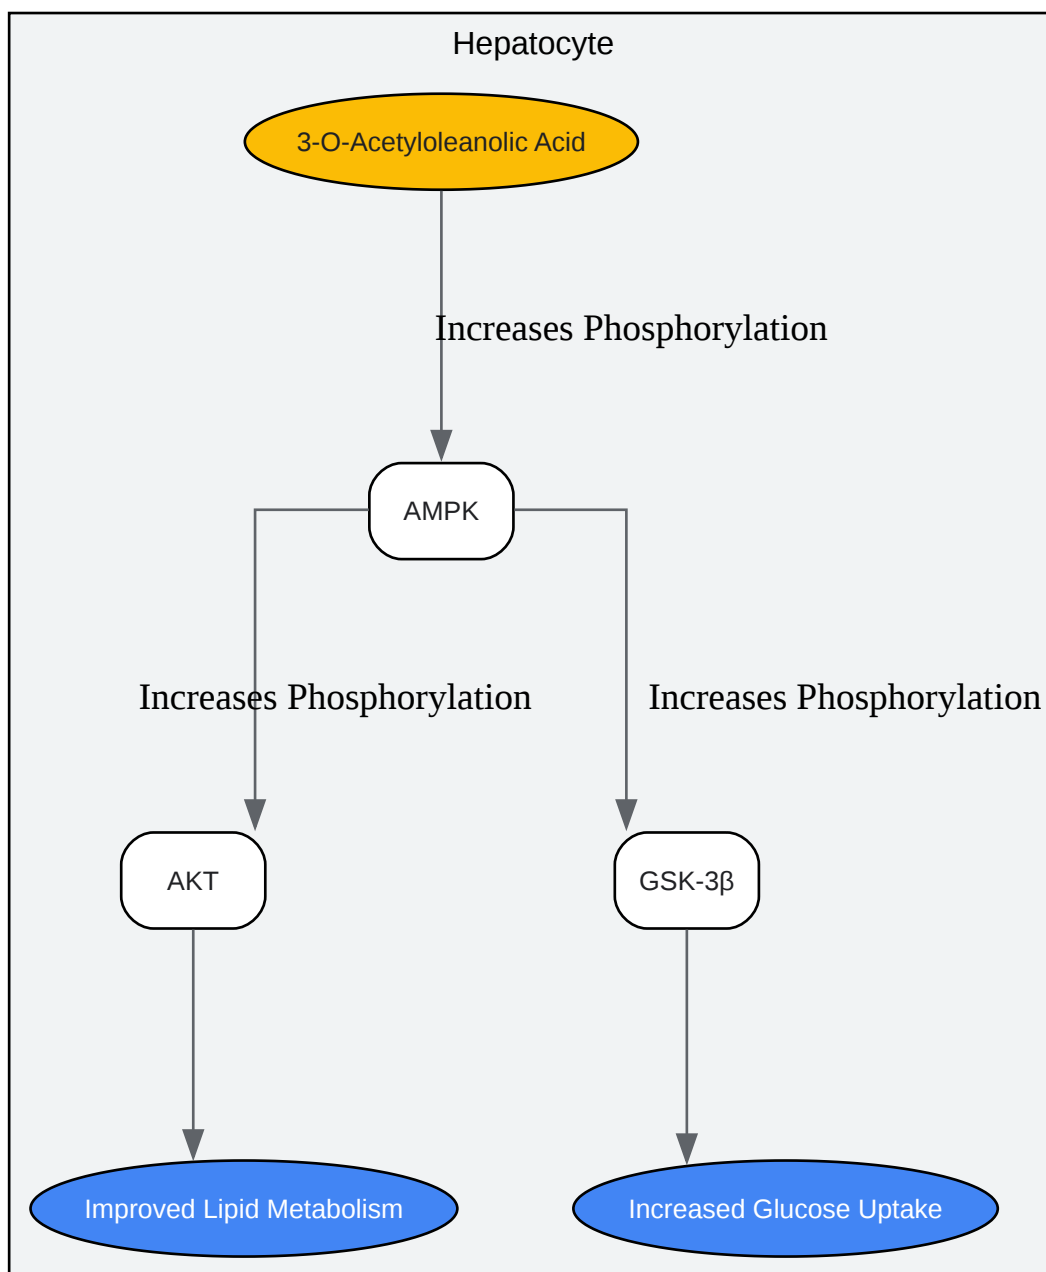 Hepatocyte
3-O-Acetyloleanolic Acid
Increases Phosphorylation
AMPK
Increases Phosphorylation
Increases Phosphorylation
AKT
GSK-3β
Improved Lipid Metabolism
Increased Glucose Uptake